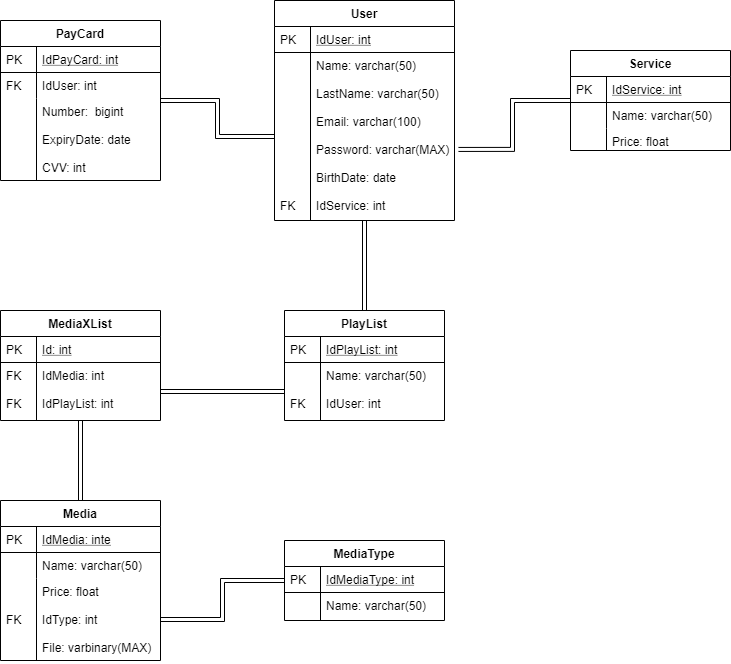 PayCard
PK IdPayCard: int
FK IdUser: int
Number: bigint
ExpiryDate: date
CVV: int
User
PK IdUser: int
Name: varchar(50)
LastName: varchar(50)
Email: varchar(100)
Password: varchar(MAX)
BirthDate: date
FK IdService: int
Service
PK IdService: int
Name: varchar(50)
Price: float
MediaXList
PK Id: int
FK IdMedia: int
FK IdPlayList: int
PlayList
PK IdPlayList: int
Name: varchar(50)
FK IdUser: int
Media
PK IdMedia: inte
Name: varchar(50)
Price: float
FK IdType: int
File: varbinary(MAX)
MediaType
PK IdMediaType: int
Name: varchar(50)